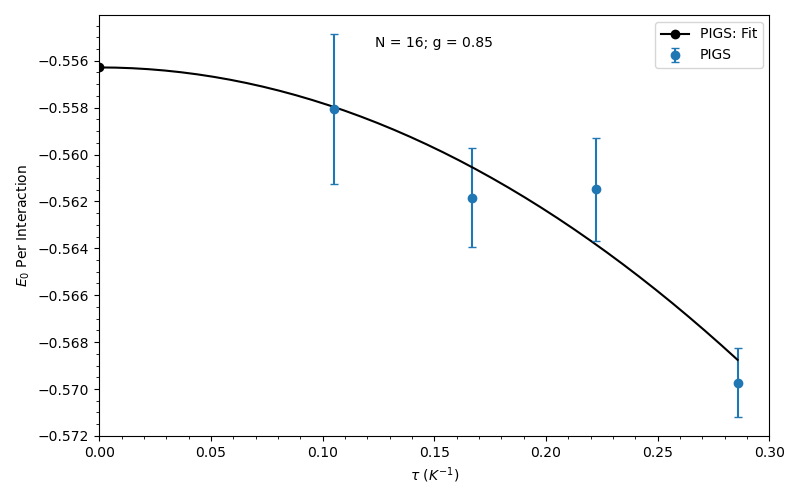 N = 16; g = 0.85
PIGS: Fit
PIGS
−0.556
−0.558
−0.560
−0.562
−0.564
−0.566
−0.568
−0.570
−0.572
E₀ Per Interaction
0.00 0.05 0.10 0.15 0.20 0.25 0.30
τ (K⁻¹)